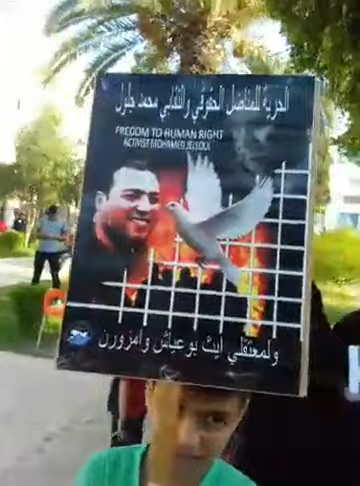 الحرية للمناضل الحقوقي والنقابي محمد جلول
FREEDOM TO HUMAN RIGHT
ACTIVIST MOHAMED JELLOUL
ولمعتقلي ايث بوعياش وامزورن